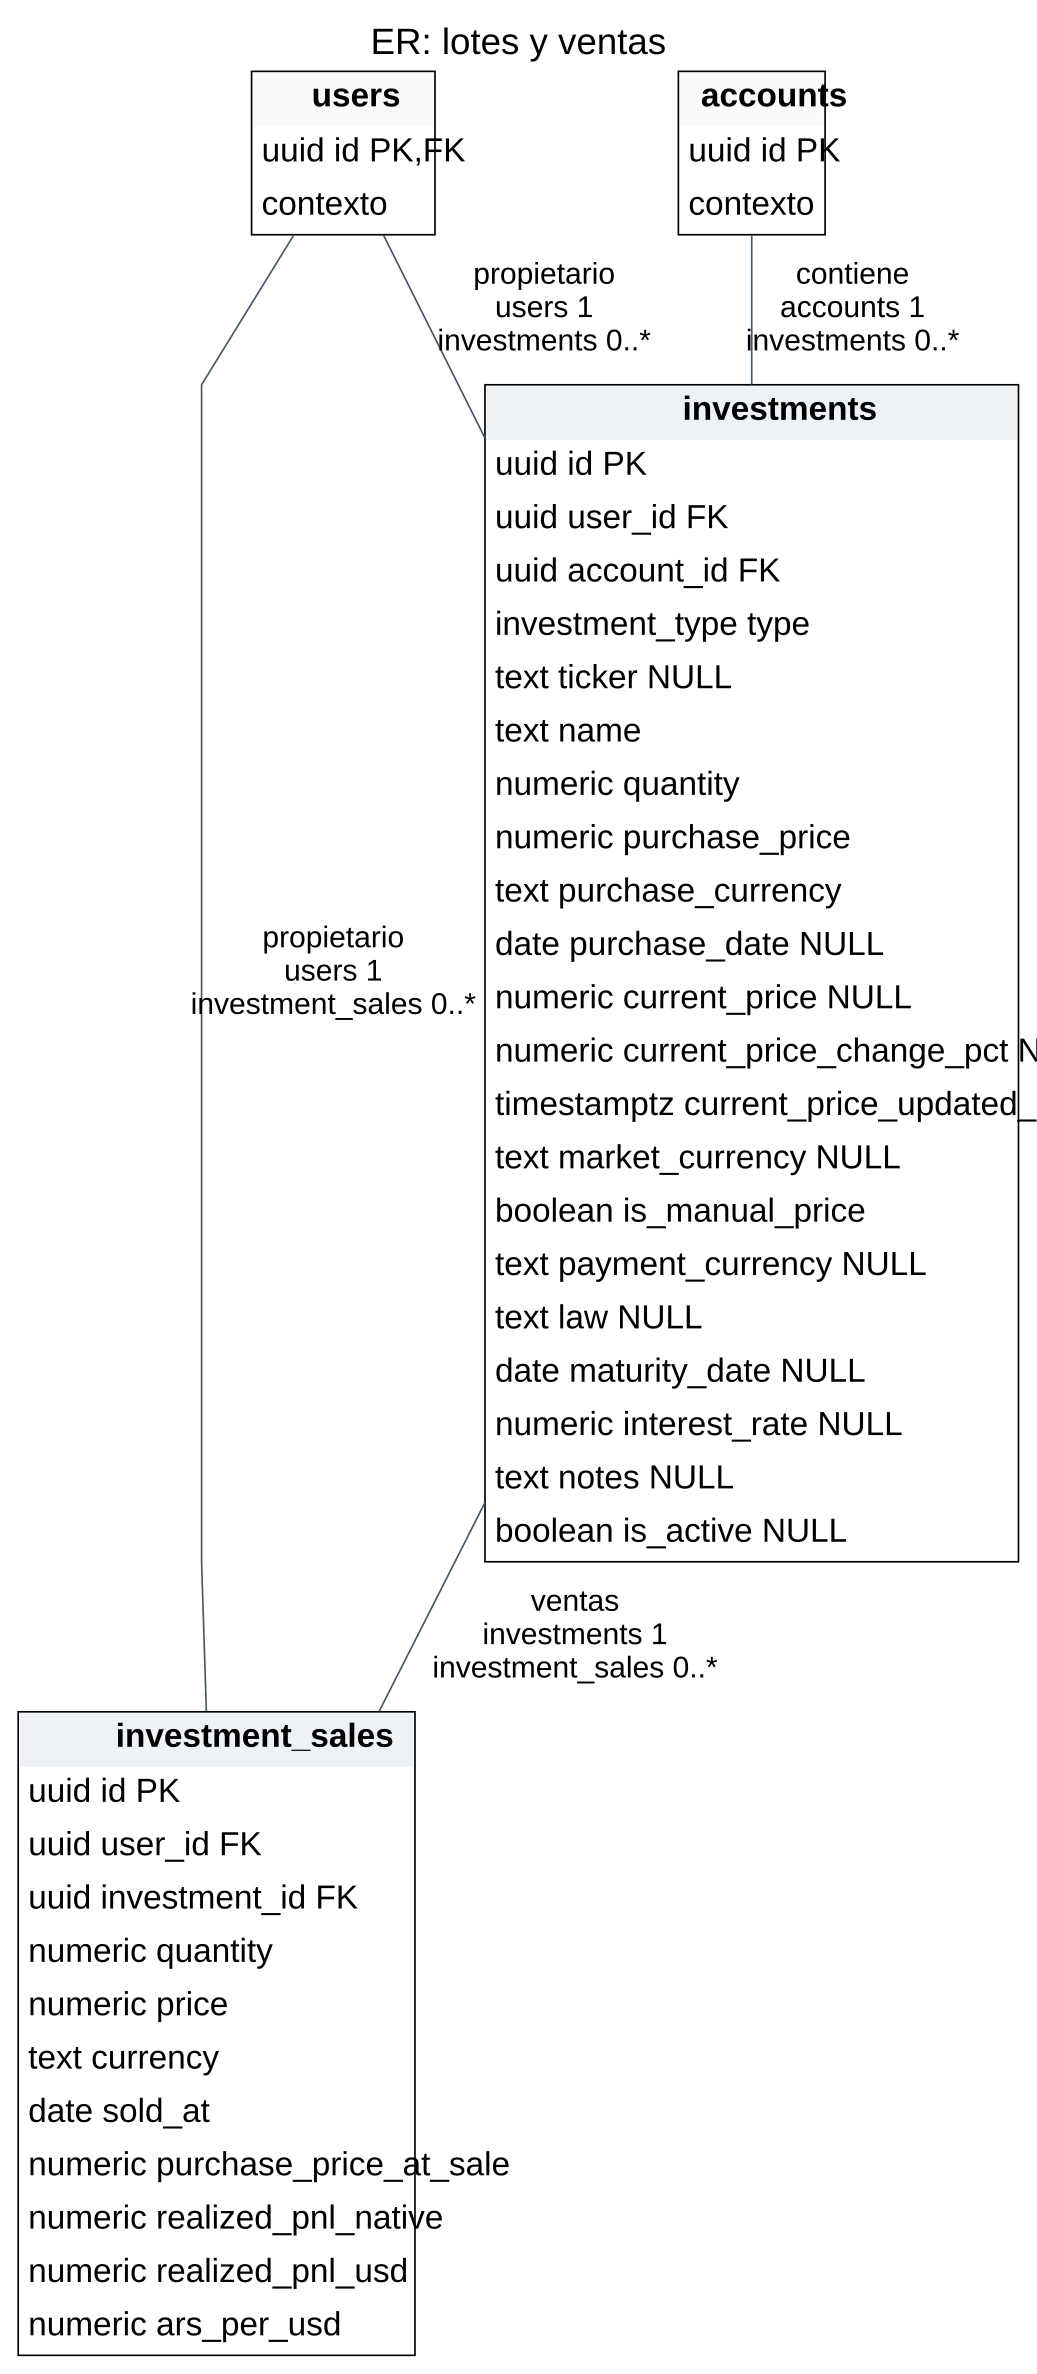 ER: lotes y ventas
users
uuid id PK,FK
contexto
accounts
uuid id PK
contexto
propietario
users 1
investments 0..*
contiene
accounts 1
investments 0..*
investments
uuid id PK
uuid user_id FK
uuid account_id FK
investment_type type
text ticker NULL
text name
numeric quantity
numeric purchase_price
text purchase_currency
date purchase_date NULL
numeric current_price NULL
numeric current_price_change_pct N
timestamptz current_price_updated_
text market_currency NULL
boolean is_manual_price
text payment_currency NULL
text law NULL
date maturity_date NULL
numeric interest_rate NULL
text notes NULL
boolean is_active NULL
propietario
users 1
investment_sales 0..*
ventas
investments 1
investment_sales 0..*
investment_sales
uuid id PK
uuid user_id FK
uuid investment_id FK
numeric quantity
numeric price
text currency
date sold_at
numeric purchase_price_at_sale
numeric realized_pnl_native
numeric realized_pnl_usd
numeric ars_per_usd